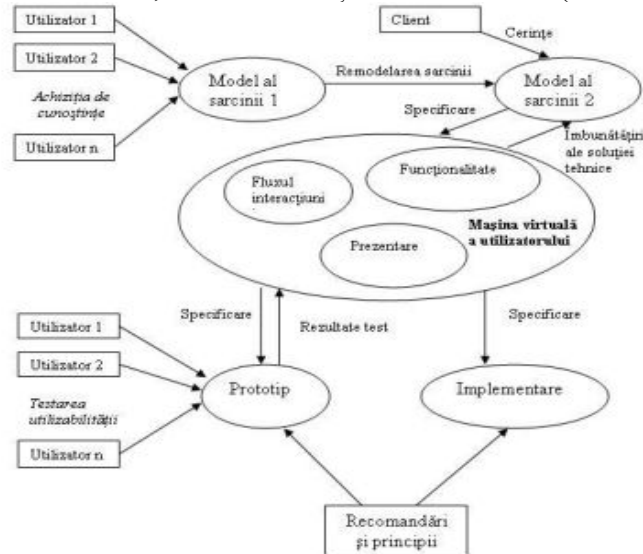 Utilizator 1
Client
Cerințe
Utilizator 2
Model al
sarcinii 1
Remodelarea sarcinii
Model al
sarcinii 2
Achiziția de
cunoștințe
Specificare
Utilizator n
Îmbunătățiri
ale soluției
tehnice
Fluxul
interacțiuni
Funcționalitate
Mașina virtuală
a utilizatorului
Prezentare
Utilizator 1
Specificare
Rezultate test
Specificare
Utilizator 2
Prototip
Implementare
Testarea
utilizabilității
Utilizator n
Recomandări
și principii